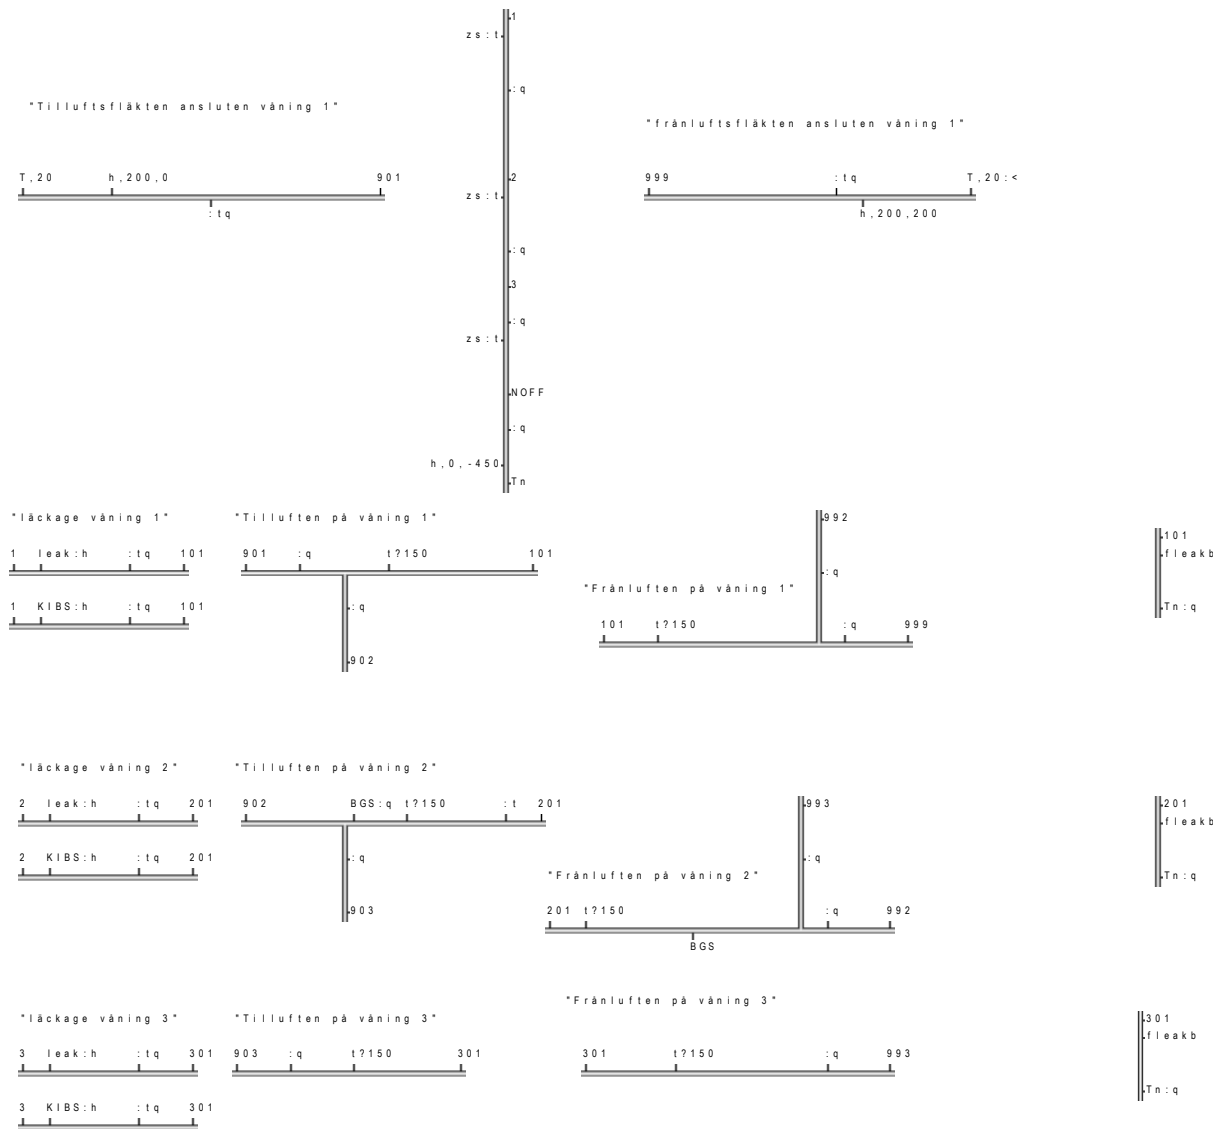 1
zs:t
:q
"Tilluftsfläkten ansluten våning 1"
"frånluftsfläkten ansluten våning 1"
T,20 h,200,0 901
:tq
2
zs:t
999 :tq T,20:<
h,200,200
:q
3
:q
zs:t
NOFF
:q
h,0,-450
Tn
"läckage våning 1"
1 leak:h :tq 101
1 KIBS:h :tq 101
"Tilluften på våning 1"
901 :q t?150 101
:q
902
992
:q
"Frånluften på våning 1"
101 t?150 :q 999
101
fleakb
Tn:q
"läckage våning 2"
2 leak:h :tq 201
2 KIBS:h :tq 201
"Tilluften på våning 2"
902 BGS:q t?150 :t 201
:q
903
993
:q
"Frånluften på våning 2"
201 t?150 :q 992
BGS
201
fleakb
Tn:q
"läckage våning 3"
3 leak:h :tq 301
3 KIBS:h :tq 301
"Tilluften på våning 3"
903 :q t?150 301
"Frånluften på våning 3"
301 t?150 :q 993
301
fleakb
Tn:q